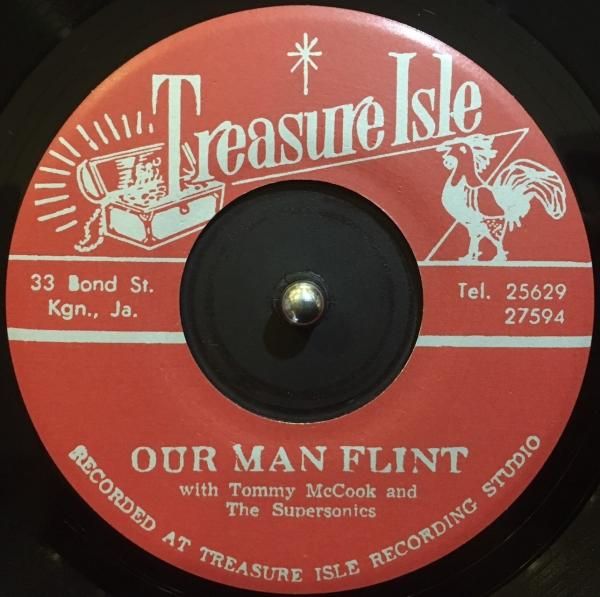 Treasure Isle
33 Bond St.
Kgn., Ja.
Tel. 25629
27594
OUR MAN FLINT
with Tommy McCook and
The Supersonics
RECORDED AT TREASURE ISLE RECORDING STUDIO